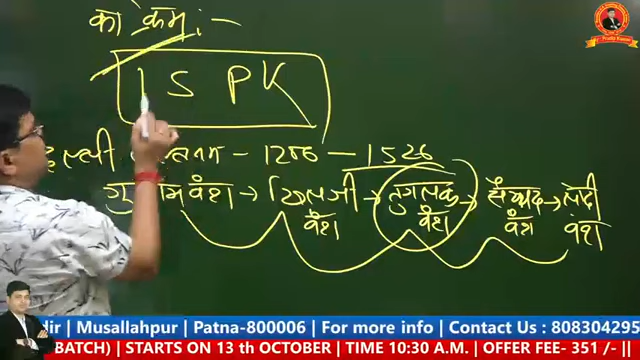 का क्रम :-
I S P K
दिल्ली सल्तनत - 1206 - 1526
गुलाम वंश → खिलजी वंश → तुगलक वंश → सैय्यद वंश → लोदी वंश
dir | Musallahpur | Patna-800006 | For more info | Contact Us : 808304295
(BATCH) | STARTS ON 13 th OCTOBER | TIME 10:30 A.M. | OFFER FEE- 351 /- ||